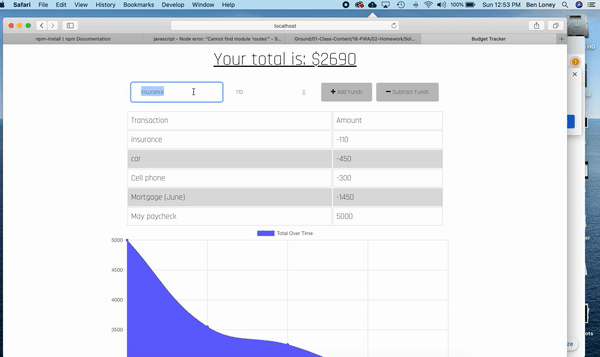 Safari File Edit View History Bookmarks Develop Window Help 100% Sun 12:53 PM Ben Loney
localhost
npm-install | npm Documentation javascript - Node error: "Cannot find module 'routes'" - S... Ground/01-Class-Content/18-PWA/02-Homework/Sol... Budget Tracker
Your total is: $2690
insurance 110 Add Funds Subtract Funds
Transaction Amount
insurance -110
car -450
Cell phone -300
Mortgage (June) -1450
May paycheck 5000
Total Over Time
5000
4500
4000
3500